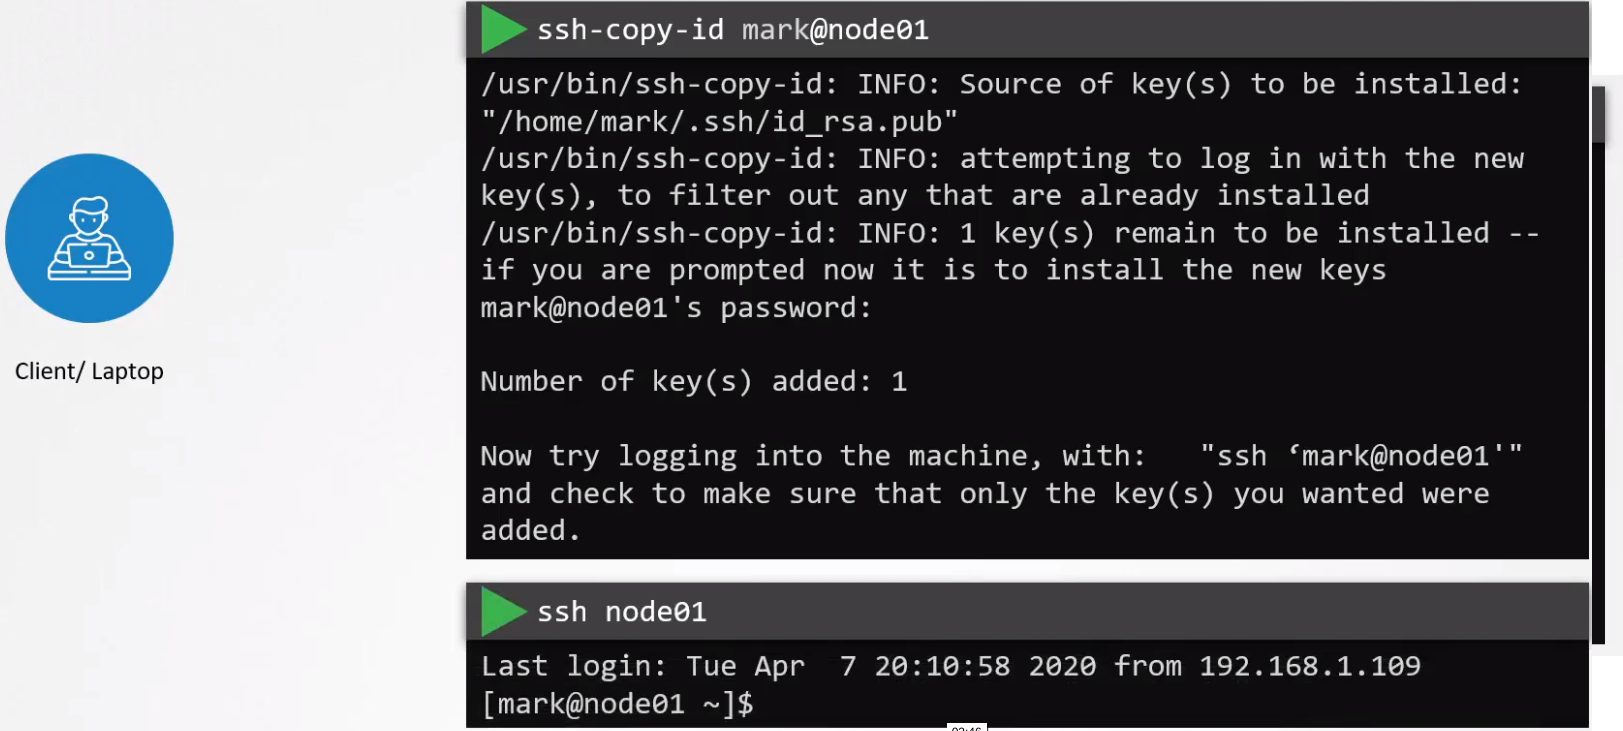 ssh-copy-id mark@node01
/usr/bin/ssh-copy-id: INFO: Source of key(s) to be installed:
"/home/mark/.ssh/id_rsa.pub"
/usr/bin/ssh-copy-id: INFO: attempting to log in with the new
key(s), to filter out any that are already installed
/usr/bin/ssh-copy-id: INFO: 1 key(s) remain to be installed --
if you are prompted now it is to install the new keys
mark@node01's password:
Number of key(s) added: 1
Now try logging into the machine, with:   "ssh ‘mark@node01'"
and check to make sure that only the key(s) you wanted were
added.
Client/ Laptop
ssh node01
Last login: Tue Apr  7 20:10:58 2020 from 192.168.1.109
[mark@node01 ~]$